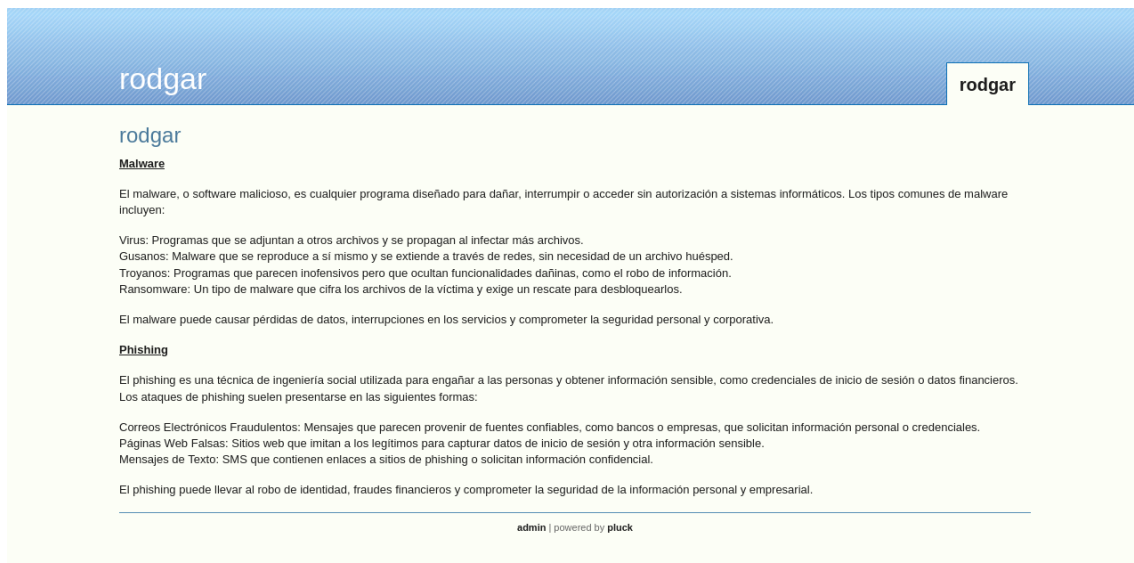 rodgar
rodgar
rodgar
Malware
El malware, o software malicioso, es cualquier programa diseñado para dañar, interrumpir o acceder sin autorización a sistemas informáticos. Los tipos comunes de malware
incluyen:
Virus: Programas que se adjuntan a otros archivos y se propagan al infectar más archivos.
Gusanos: Malware que se reproduce a sí mismo y se extiende a través de redes, sin necesidad de un archivo huésped.
Troyanos: Programas que parecen inofensivos pero que ocultan funcionalidades dañinas, como el robo de información.
Ransomware: Un tipo de malware que cifra los archivos de la víctima y exige un rescate para desbloquearlos.
El malware puede causar pérdidas de datos, interrupciones en los servicios y comprometer la seguridad personal y corporativa.
Phishing
El phishing es una técnica de ingeniería social utilizada para engañar a las personas y obtener información sensible, como credenciales de inicio de sesión o datos financieros.
Los ataques de phishing suelen presentarse en las siguientes formas:
Correos Electrónicos Fraudulentos: Mensajes que parecen provenir de fuentes confiables, como bancos o empresas, que solicitan información personal o credenciales.
Páginas Web Falsas: Sitios web que imitan a los legítimos para capturar datos de inicio de sesión y otra información sensible.
Mensajes de Texto: SMS que contienen enlaces a sitios de phishing o solicitan información confidencial.
El phishing puede llevar al robo de identidad, fraudes financieros y comprometer la seguridad de la información personal y empresarial.
admin | powered by pluck